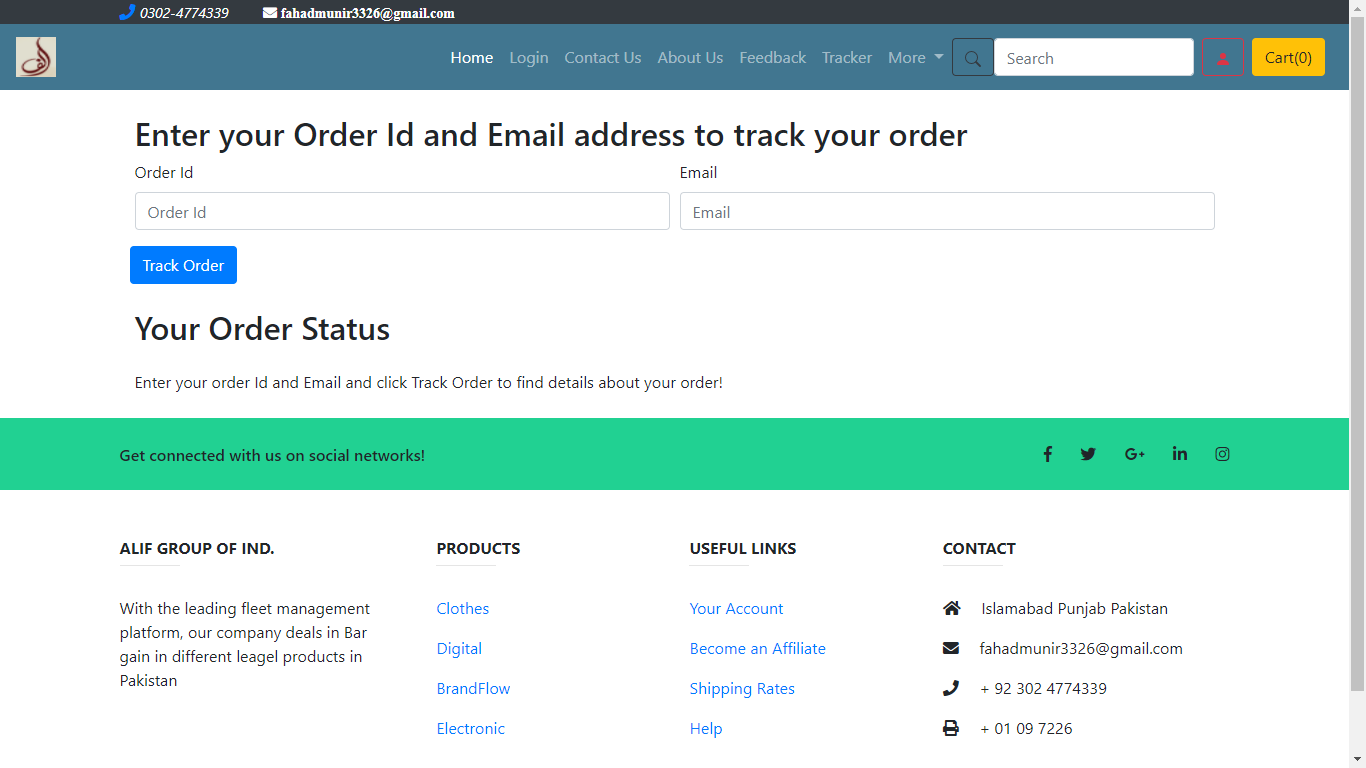 0302-4774339 fahadmunir3326@gmail.com
Home Login Contact Us About Us Feedback Tracker More Search Cart(0)
Enter your Order Id and Email address to track your order
Order Id Email
Order Id Email
Track Order
Your Order Status
Enter your order Id and Email and click Track Order to find details about your order!
Get connected with us on social networks!
ALIF GROUP OF IND.
With the leading fleet management
platform, our company deals in Bar
gain in different leagel products in
Pakistan
PRODUCTS
Clothes
Digital
BrandFlow
Electronic
USEFUL LINKS
Your Account
Become an Affiliate
Shipping Rates
Help
CONTACT
Islamabad Punjab Pakistan
fahadmunir3326@gmail.com
+ 92 302 4774339
+ 01 09 7226